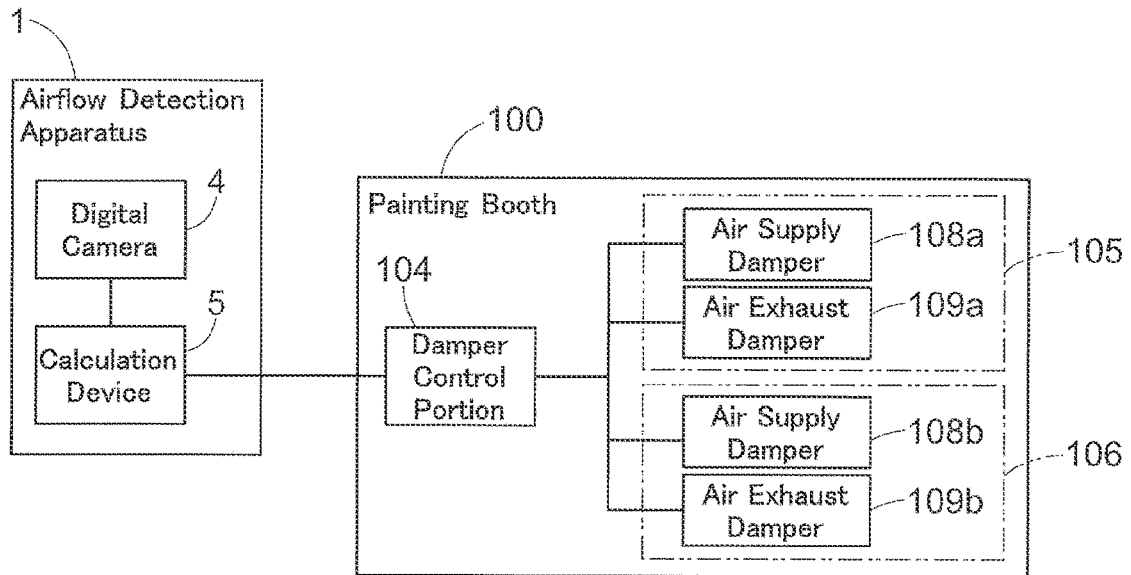 1
Airflow Detection
Apparatus
4
Digital
Camera
5
Calculation
Device
100
Painting Booth
104
Damper
Control
Portion
Air Supply
Damper
108a
105
Air Exhaust
Damper
109a
Air Supply
Damper
108b
106
Air Exhaust
Damper
109b